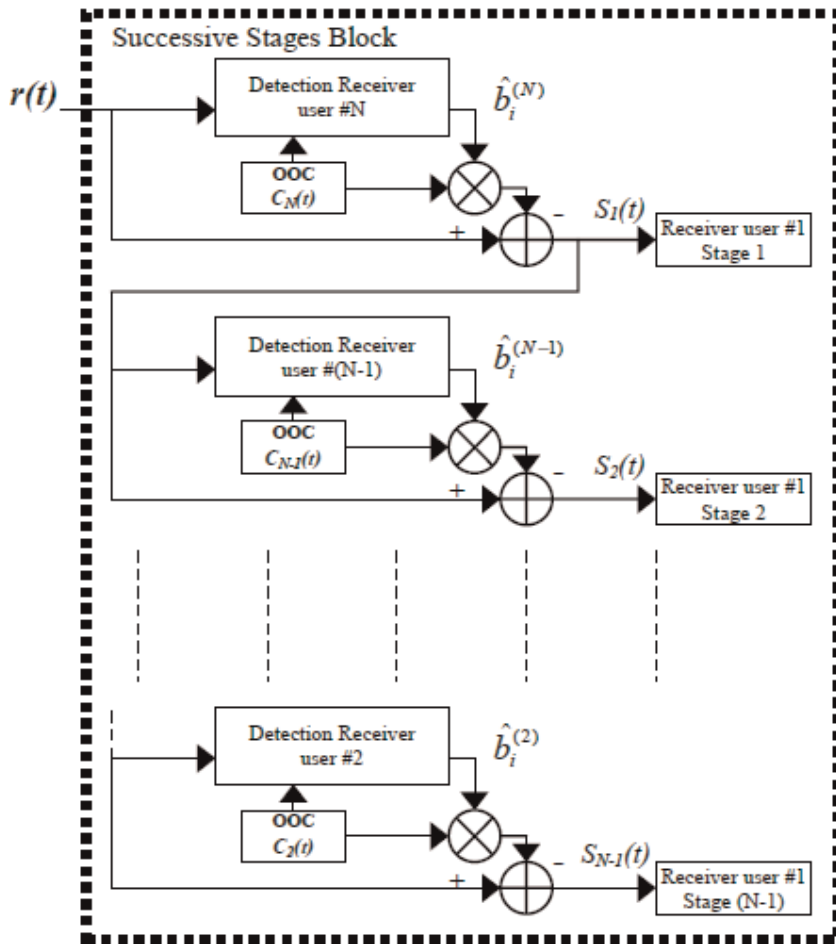 Successive Stages Block
r(t)
Detection Receiver
user #N
b̂ᵢ⁽ᴺ⁾
OOC
C_N(t)
-
S₁(t)
+
Receiver user #1
Stage 1
Detection Receiver
user #(N-1)
b̂ᵢ⁽ᴺ⁻¹⁾
OOC
C_{N-1}(t)
-
S₂(t)
+
Receiver user #1
Stage 2
Detection Receiver
user #2
b̂ᵢ⁽²⁾
OOC
C₂(t)
-
S_{N-1}(t)
+
Receiver user #1
Stage (N-1)